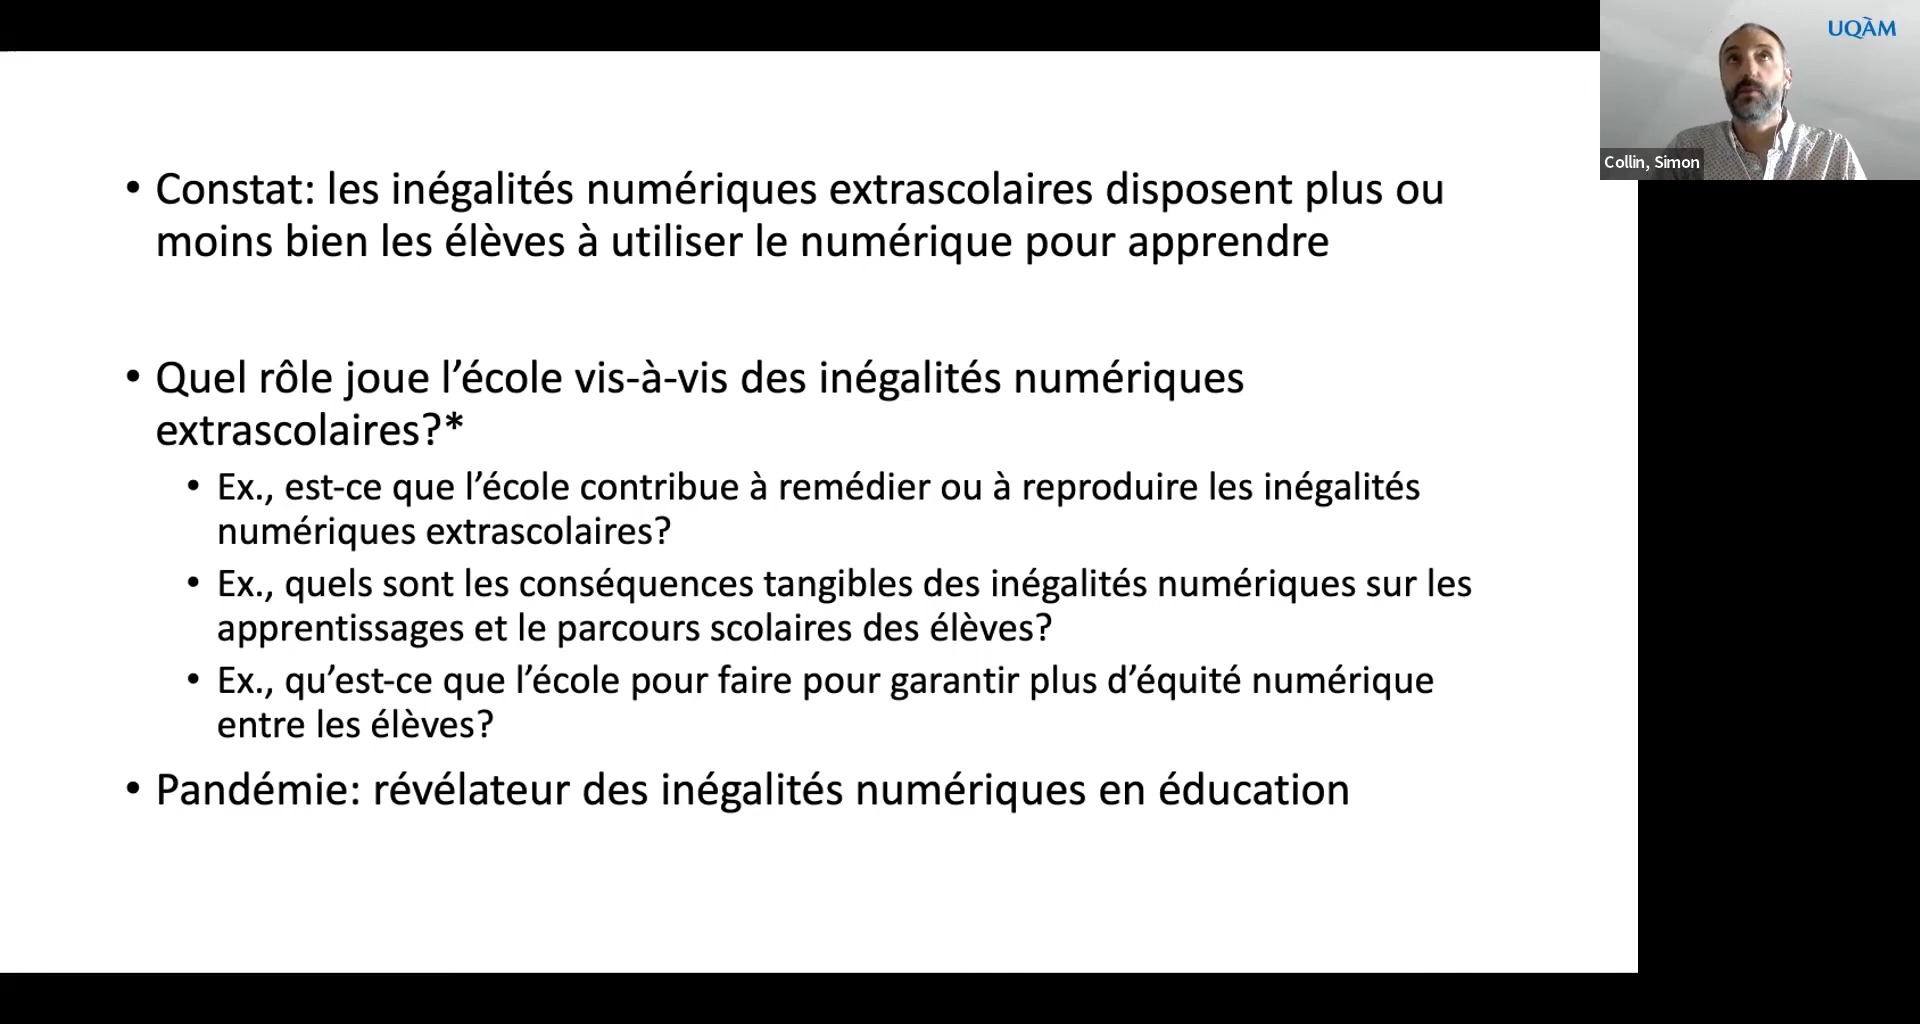 UQÀM
Collin, Simon
• Constat: les inégalités numériques extrascolaires disposent plus ou
moins bien les élèves à utiliser le numérique pour apprendre
• Quel rôle joue l’école vis-à-vis des inégalités numériques
extrascolaires?*
• Ex., est-ce que l’école contribue à remédier ou à reproduire les inégalités
numériques extrascolaires?
• Ex., quels sont les conséquences tangibles des inégalités numériques sur les
apprentissages et le parcours scolaires des élèves?
• Ex., qu’est-ce que l’école pour faire pour garantir plus d’équité numérique
entre les élèves?
• Pandémie: révélateur des inégalités numériques en éducation